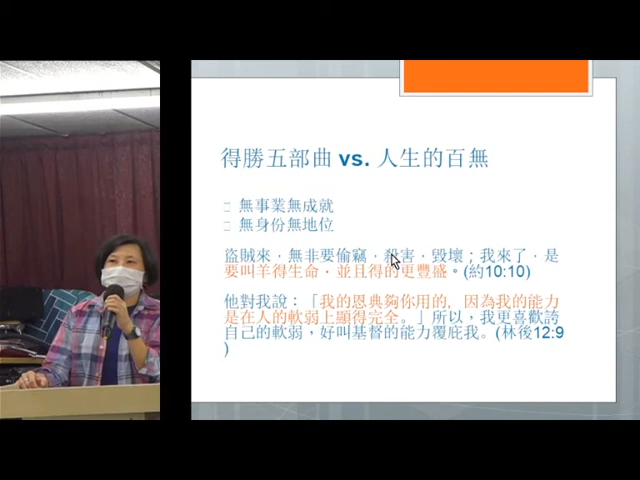 得勝五部曲 vs. 人生的百無
無事業無成就
無身份無地位
盜賊來，無非要偷竊，殺害，毀壞；我來了，是
要叫羊得生命，並且得的更豐盛。(約10:10)
他對我說：「我的恩典夠你用的, 因為我的能力
是在人的軟弱上顯得完全。」所以，我更喜歡誇
自己的軟弱，好叫基督的能力覆庇我。(林後12:9
)